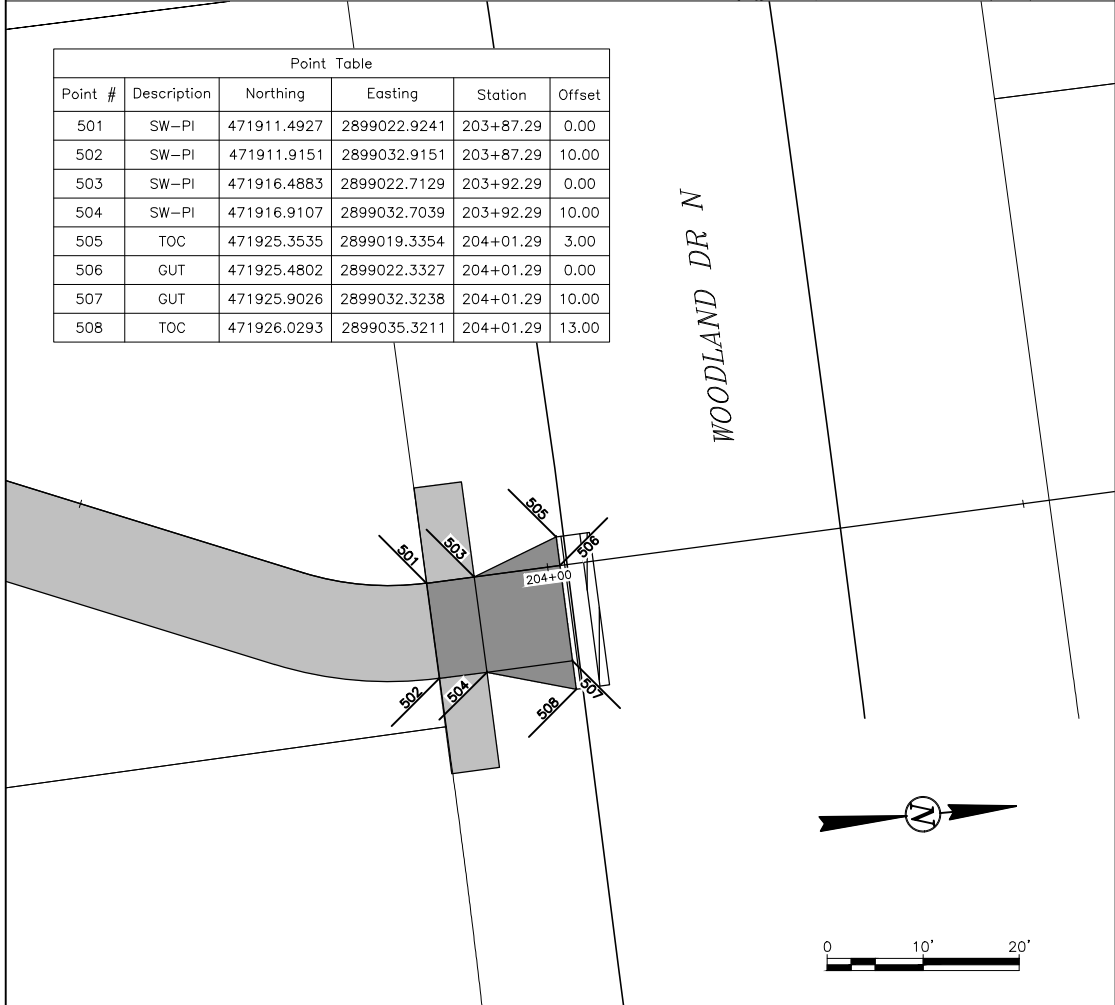 Point Table
Point # Description Northing Easting Station Offset
501 SW-PI 471911.4927 2899022.9241 203+87.29 0.00
502 SW-PI 471911.9151 2899032.9151 203+87.29 10.00
503 SW-PI 471916.4883 2899022.7129 203+92.29 0.00
504 SW-PI 471916.9107 2899032.7039 203+92.29 10.00
505 TOC 471925.3535 2899019.3354 204+01.29 3.00
506 GUT 471925.4802 2899022.3327 204+01.29 0.00
507 GUT 471925.9026 2899032.3238 204+01.29 10.00
508 TOC 471926.0293 2899035.3211 204+01.29 13.00
WOODLAND DR N
505
501
503
506
204+00
502
504
507
508
N
0 10' 20'